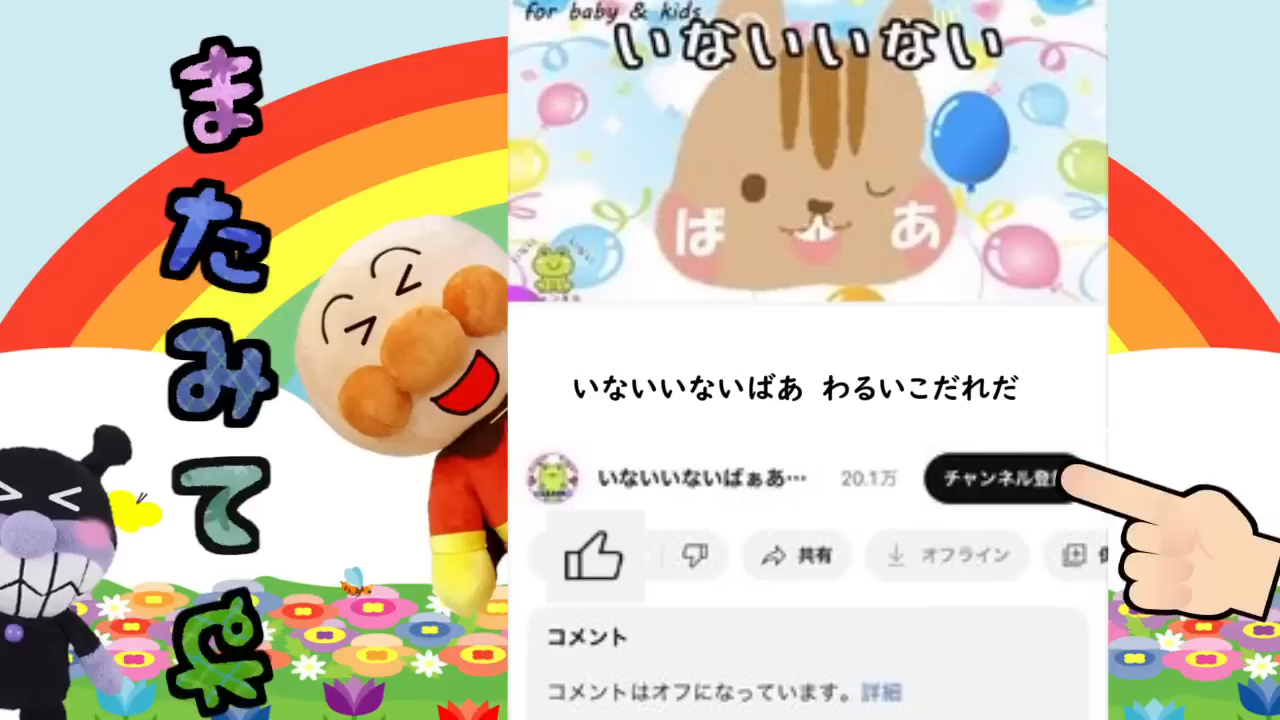 またみてね
for baby & kids
いないいない
ばあ
いないいないばあ わるいこだれだ
いないいないばぁあ…
20.1万
チャンネル登
共有
オフライン
コメント
コメントはオフになっています。詳細